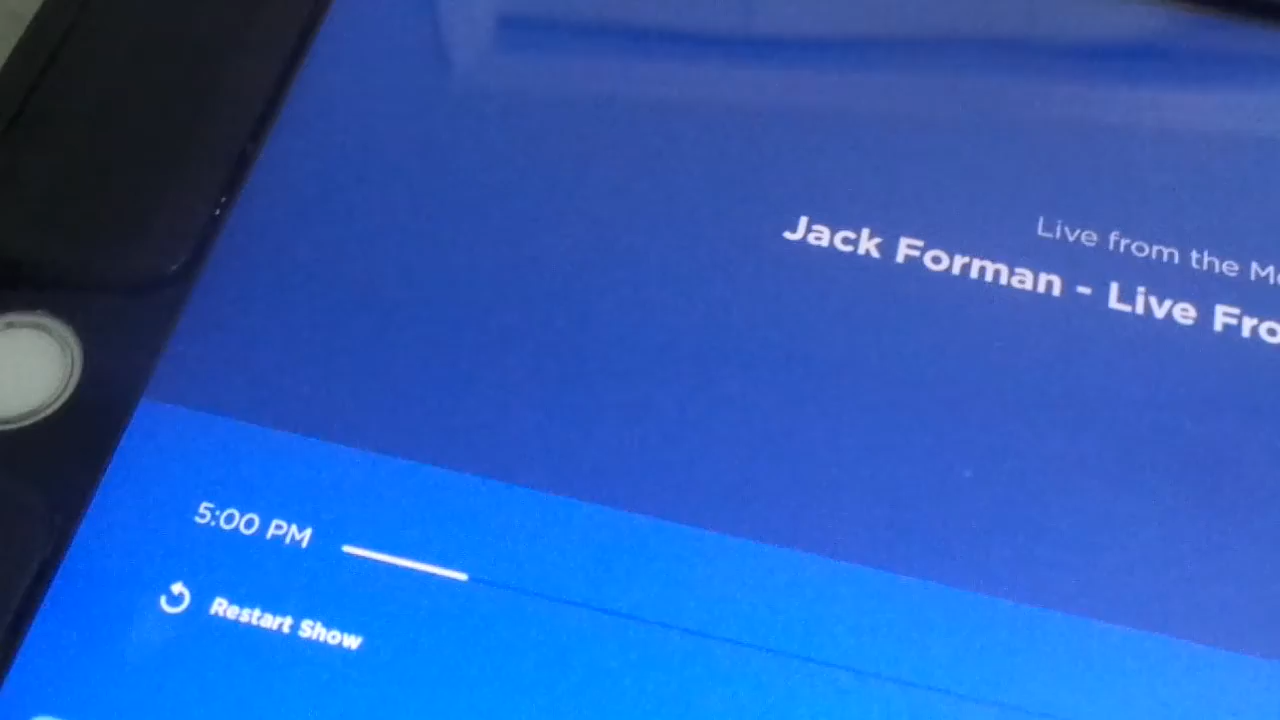 Live from the
Jack Forman - Live
5:00 PM
Restart Show